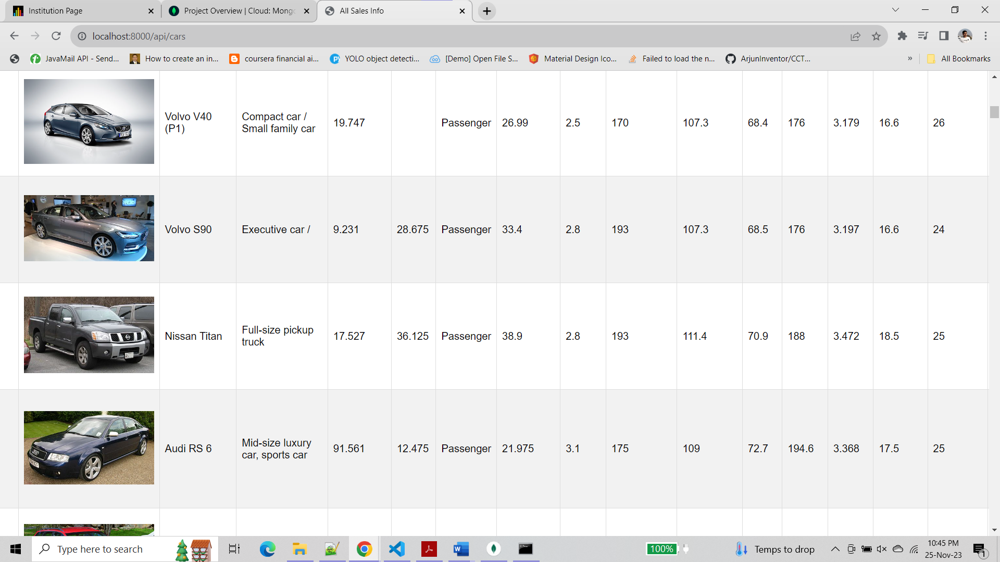 Institution Page
Project Overview | Cloud: Mong
All Sales Info
localhost:8000/api/cars
JavaMail API - Send...
How to create an in...
coursera financial ai...
YOLO object detecti...
[Demo] Open File S...
Material Design Ico...
Failed to load the n...
ArjunInventor/CCT...
»
All Bookmarks
Volvo V40 (P1)
Compact car /
Small family car
19.747
Passenger
26.99
2.5
170
107.3
68.4
176
3.179
16.6
26
Volvo S90
Executive car /
9.231
28.675
Passenger
33.4
2.8
193
107.3
68.5
176
3.197
16.6
24
Nissan Titan
Full-size pickup
truck
17.527
36.125
Passenger
38.9
2.8
193
111.4
70.9
188
3.472
18.5
25
Audi RS 6
Mid-size luxury
car, sports car
91.561
12.475
Passenger
21.975
3.1
175
109
72.7
194.6
3.368
17.5
25
Type here to search
100%
Temps to drop
10:45 PM
25-Nov-23
1